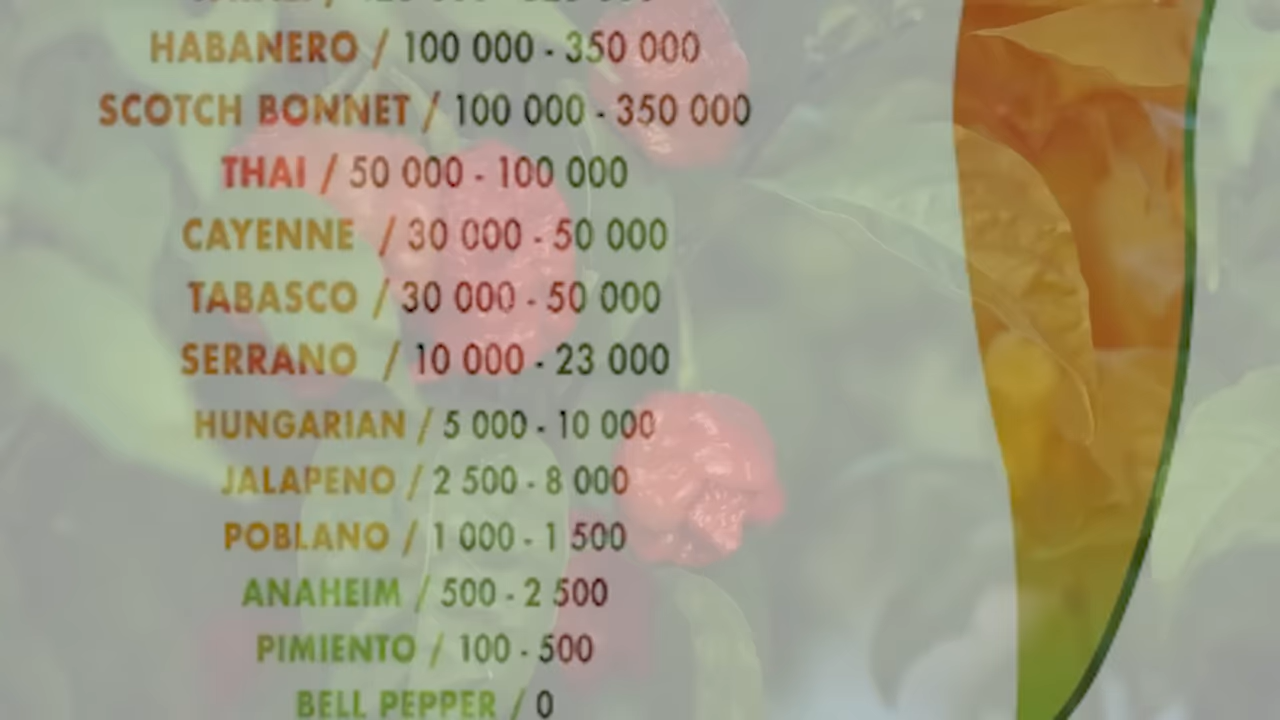 HABANERO / 100 000 - 350 000
SCOTCH BONNET / 100 000 - 350 000
THAI / 50 000 - 100 000
CAYENNE / 30 000 - 50 000
TABASCO / 30 000 - 50 000
SERRANO / 10 000 - 23 000
HUNGARIAN / 5 000 - 10 000
JALAPENO / 2 500 - 8 000
POBLANO / 1 000 - 1 500
ANAHEIM / 500 - 2 500
PIMIENTO / 100 - 500
BELL PEPPER / 0